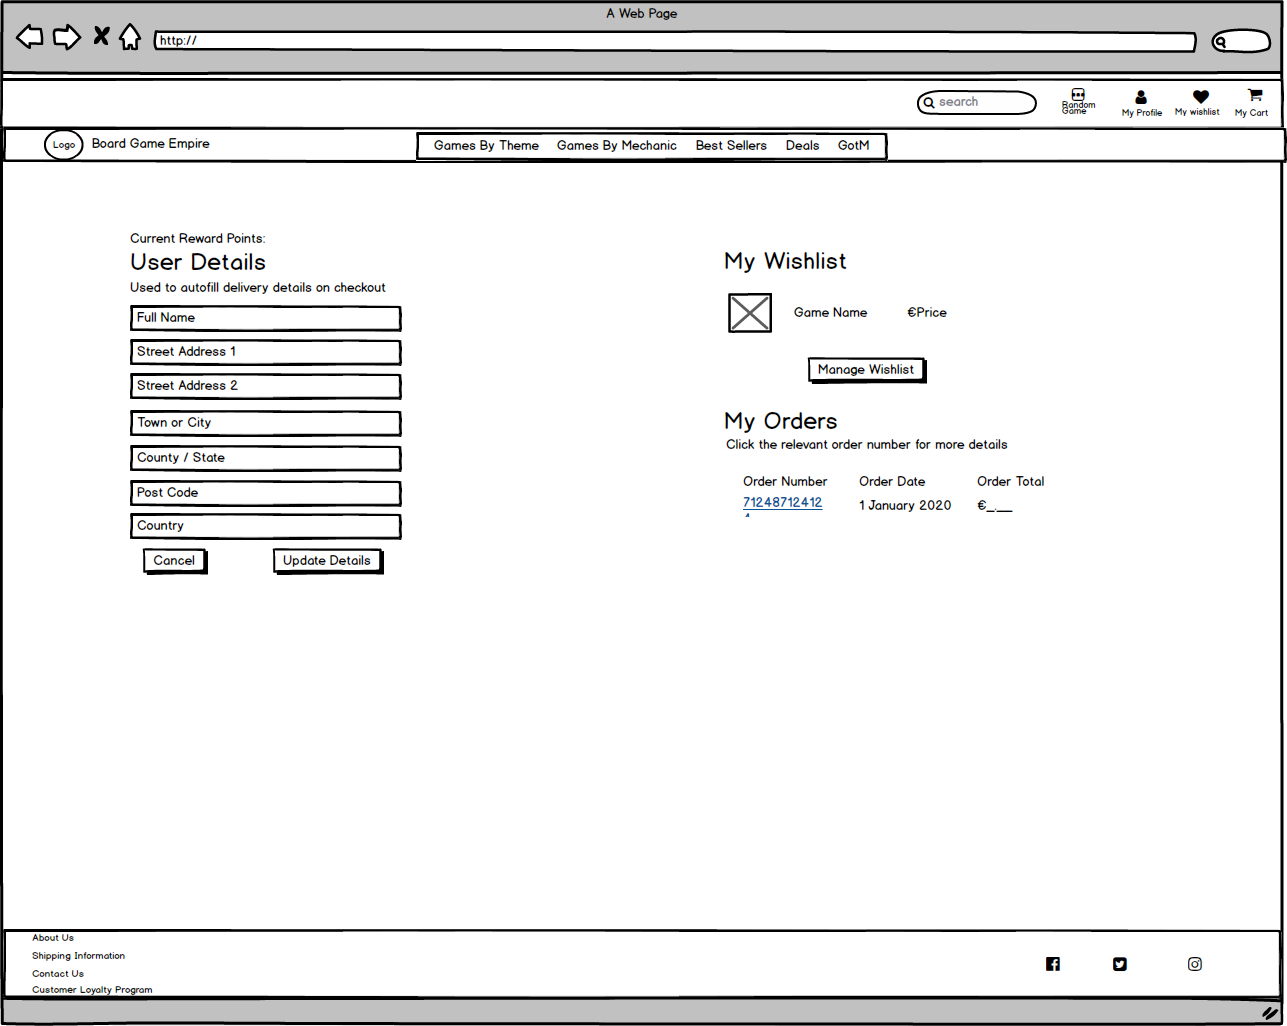 A Web Page
http://
search
Random
Game
My Profile
My wishlist
My Cart
Logo
Board Game Empire
Games By Theme
Games By Mechanic
Best Sellers
Deals
GotM
Current Reward Points:
User Details
Used to autofill delivery details on checkout
Full Name
Street Address 1
Street Address 2
Town or City
County / State
Post Code
Country
Cancel
Update Details
My Wishlist
Game Name
€Price
Manage Wishlist
My Orders
Click the relevant order number for more details
Order Number
Order Date
Order Total
71248712412
1 January 2020
€_.__
About Us
Shipping Information
Contact Us
Customer Loyalty Program